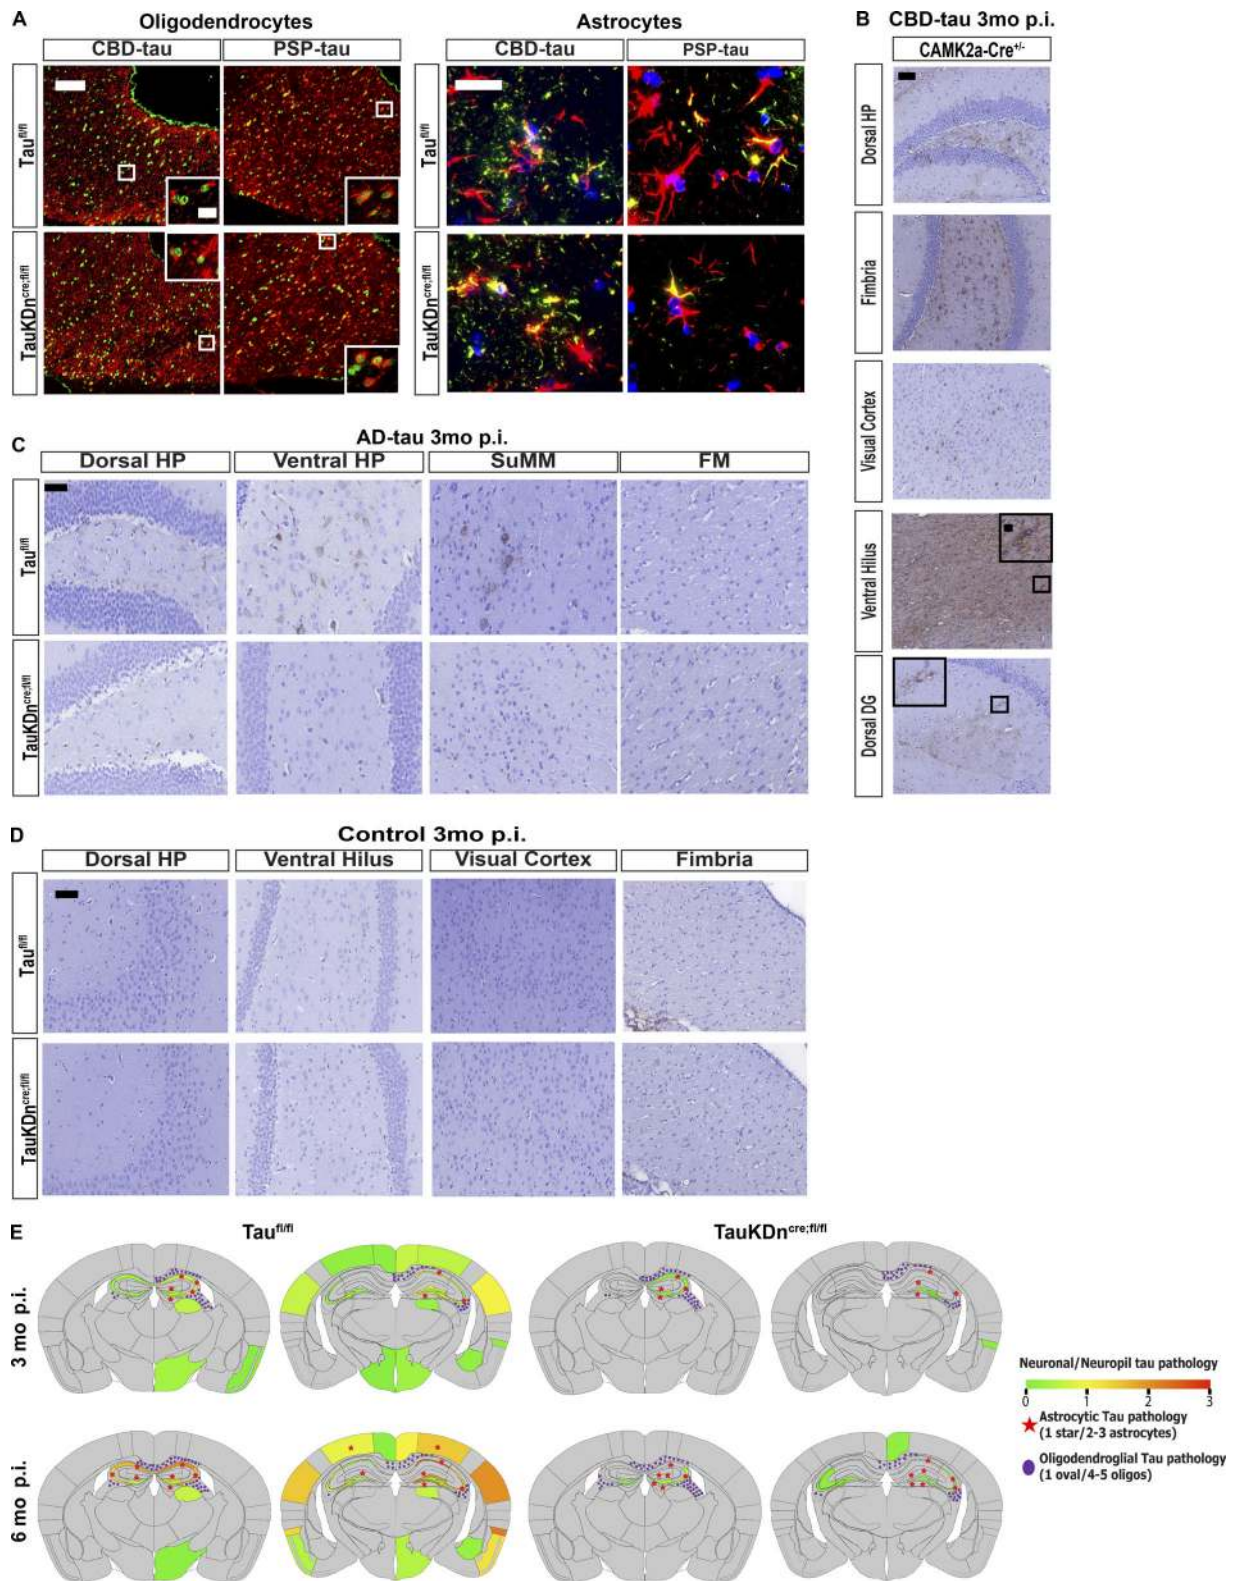 A
Oligodendrocytes
Astrocytes
CBD-tau
PSP-tau
CBD-tau
PSP-tau
Tau^fl/fl
TauKDn^cre;fl/fl
Tau^fl/fl
TauKDn^cre;fl/fl
B CBD-tau 3mo p.i.
CAMK2a-Cre^+/-
Dorsal HP
Fimbria
Visual Cortex
Ventral Hilus
Dorsal DG
C
AD-tau 3mo p.i.
Dorsal HP
Ventral HP
SuMM
FM
Tau^fl/fl
TauKDn^cre;fl/fl
D
Control 3mo p.i.
Dorsal HP
Ventral Hilus
Visual Cortex
Fimbria
Tau^fl/fl
TauKDn^cre;fl/fl
E
Tau^fl/fl
TauKDn^cre;fl/fl
3 mo p.i.
6 mo p.i.
Neuronal/Neuropil tau pathology
0 1 2 3
Astrocytic Tau pathology
(1 star/2-3 astrocytes)
Oligodendroglial Tau pathology
(1 oval/4-5 oligos)